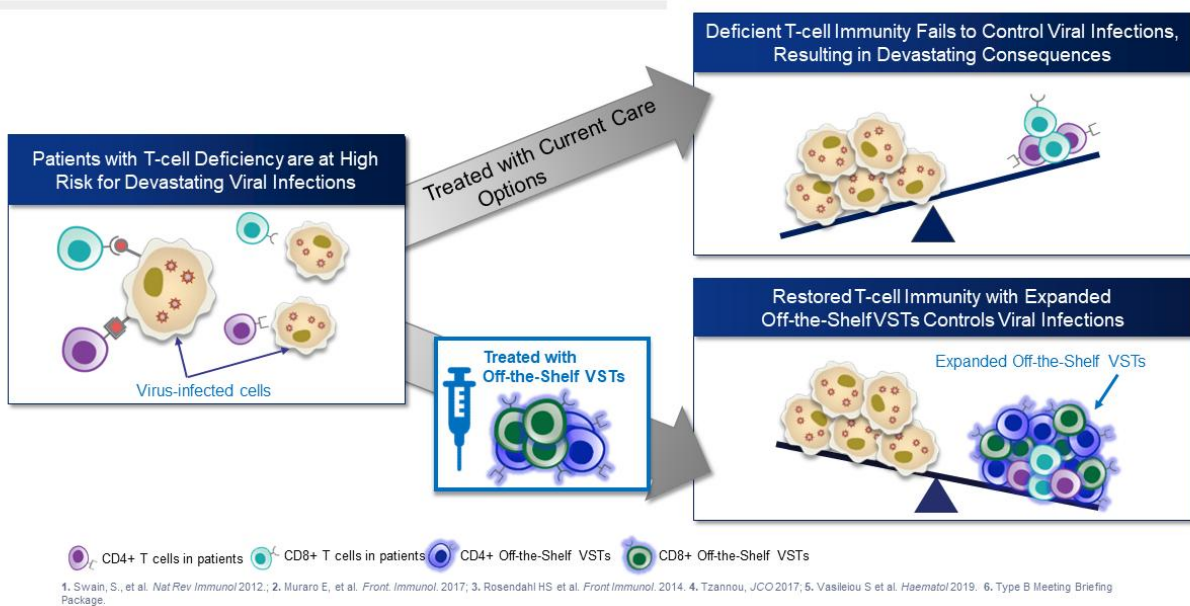 Patients with T-cell Deficiency are at High
Risk for Devastating Viral Infections
Virus-infected cells
Treated with Current Care
Options
Treated with
Off-the-Shelf VSTs
Deficient T-cell Immunity Fails to Control Viral Infections,
Resulting in Devastating Consequences
Restored T-cell Immunity with Expanded
Off-the-Shelf VSTs Controls Viral Infections
Expanded Off-the-Shelf VSTs
CD4+ T cells in patients CD8+ T cells in patients CD4+ Off-the-Shelf VSTs CD8+ Off-the-Shelf VSTs
1. Swain, S., et al. Nat Rev Immunol 2012.; 2. Muraro E, et al. Front. Immunol. 2017; 3. Rosendahl HS et al. Front Immunol. 2014. 4. Tzannou, JCO 2017; 5. Vasileiou S et al. Haematol 2019. 6. Type B Meeting Briefing
Package.